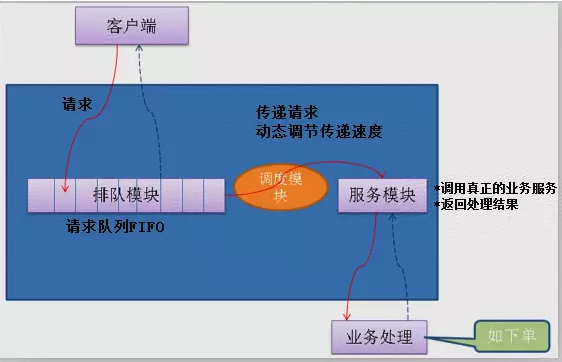 客户端
请求
传递请求
动态调节传递速度
排队模块
调度模
块
服务模块
*调用真正的业务服务
*返回处理结果
请求队列FIFO
业务处理
如下单